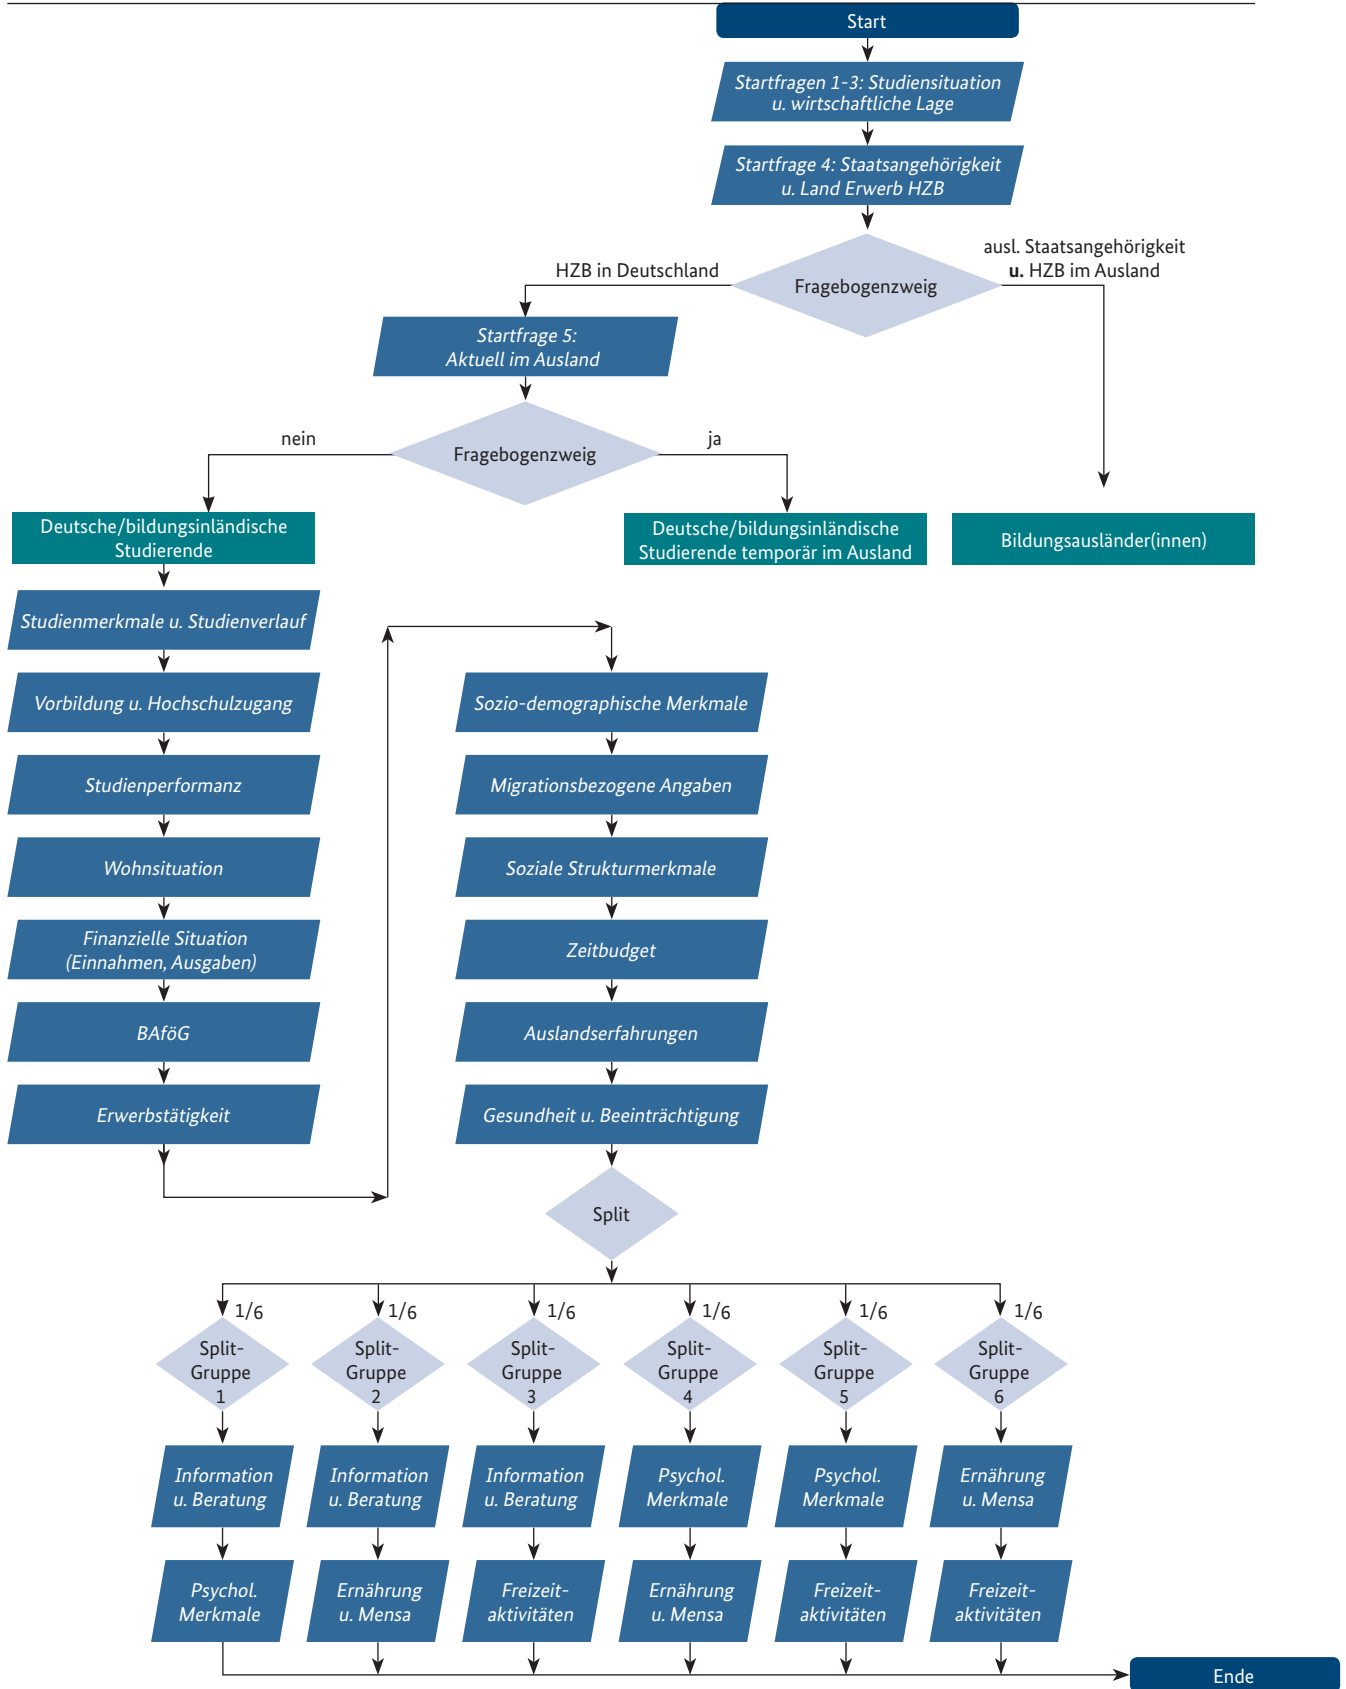 Start
Startfragen 1-3: Studiensituation
u. wirtschaftliche Lage
Startfrage 4: Staatsangehörigkeit
u. Land Erwerb HZB
Fragebogenzweig
HZB in Deutschland
ausl. Staatsangehörigkeit
u. HZB im Ausland
Startfrage 5:
Aktuell im Ausland
Fragebogenzweig
nein
ja
Deutsche/bildungsinländische
Studierende
Deutsche/bildungsinländische
Studierende temporär im Ausland
Bildungsausländer(innen)
Studienmerkmale u. Studienverlauf
Vorbildung u. Hochschulzugang
Studienperformanz
Wohnsituation
Finanzielle Situation
(Einnahmen, Ausgaben)
BAföG
Erwerbstätigkeit
Sozio-demographische Merkmale
Migrationsbezogene Angaben
Soziale Strukturmerkmale
Zeitbudget
Auslandserfahrungen
Gesundheit u. Beeinträchtigung
Split
1/6
1/6
1/6
1/6
1/6
1/6
Split-
Gruppe
1
Split-
Gruppe
2
Split-
Gruppe
3
Split-
Gruppe
4
Split-
Gruppe
5
Split-
Gruppe
6
Information
u. Beratung
Information
u. Beratung
Information
u. Beratung
Psychol.
Merkmale
Psychol.
Merkmale
Ernährung
u. Mensa
Psychol.
Merkmale
Ernährung
u. Mensa
Freizeit-
aktivitäten
Ernährung
u. Mensa
Freizeit-
aktivitäten
Freizeit-
aktivitäten
Ende